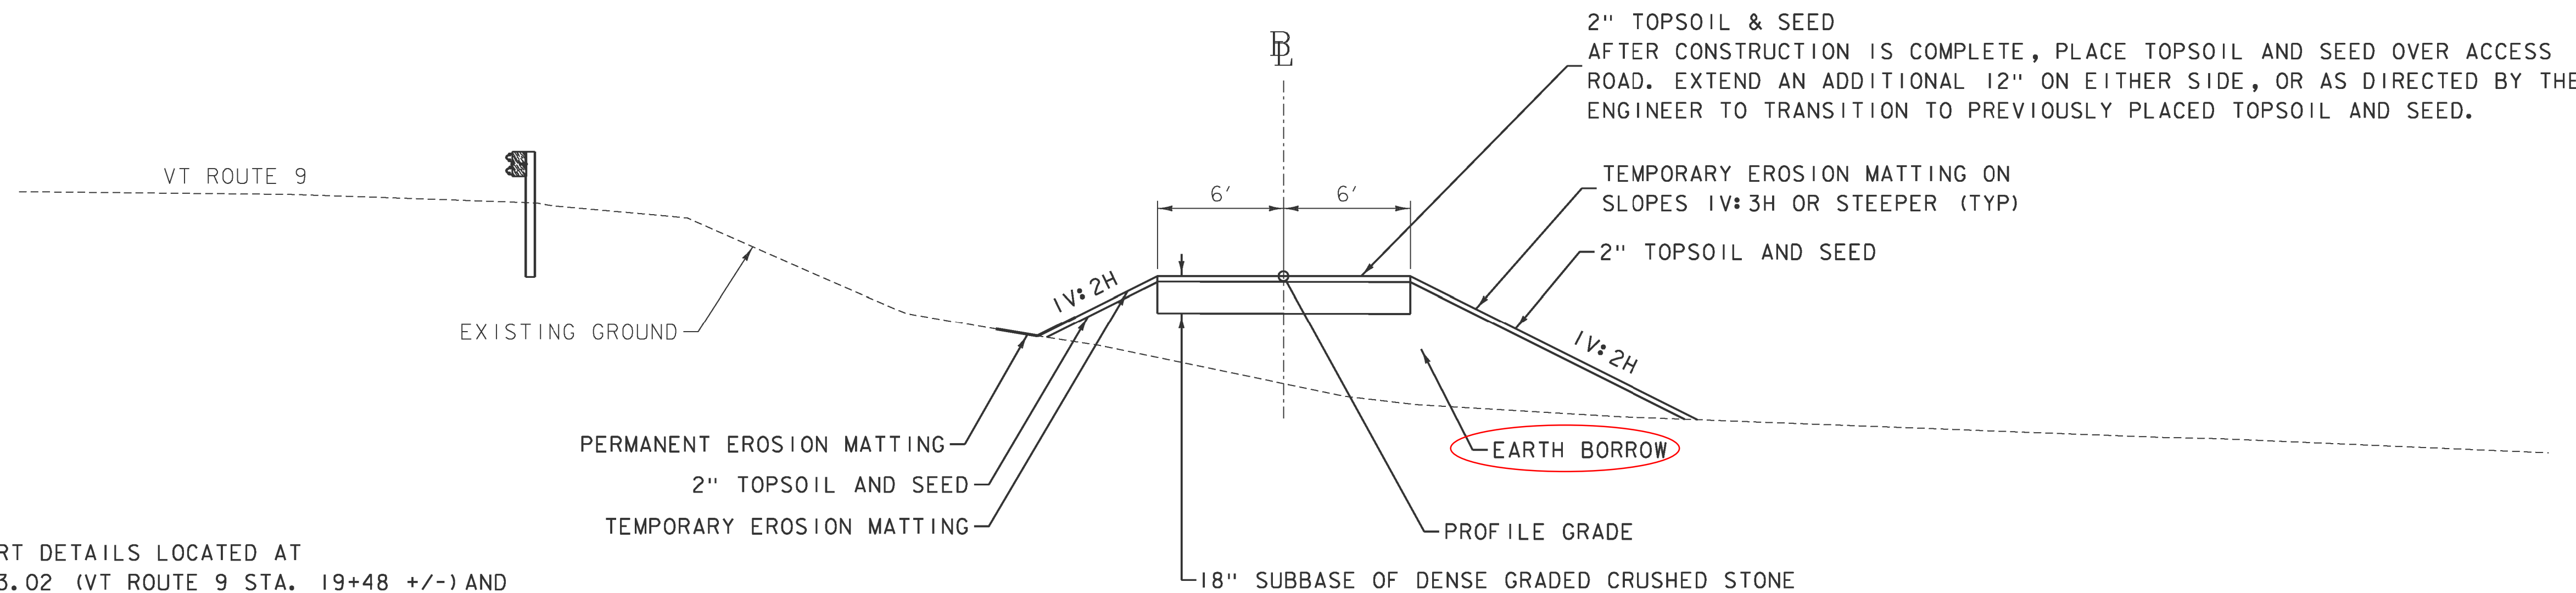 BL
2" TOPSOIL & SEED
AFTER CONSTRUCTION IS COMPLETE, PLACE TOPSOIL AND SEED OVER ACCESS
ROAD. EXTEND AN ADDITIONAL 12" ON EITHER SIDE, OR AS DIRECTED BY THE
ENGINEER TO TRANSITION TO PREVIOUSLY PLACED TOPSOIL AND SEED.
VT ROUTE 9
6'
6'
TEMPORARY EROSION MATTING ON
SLOPES 1V:3H OR STEEPER (TYP)
2" TOPSOIL AND SEED
1V:2H
EXISTING GROUND
1V:2H
PERMANENT EROSION MATTING
EARTH BORROW
2" TOPSOIL AND SEED
TEMPORARY EROSION MATTING
PROFILE GRADE
18" SUBBASE OF DENSE GRADED CRUSHED STONE
RT DETAILS LOCATED AT
3.02 (VT ROUTE 9 STA. 19+48 +/-) AND